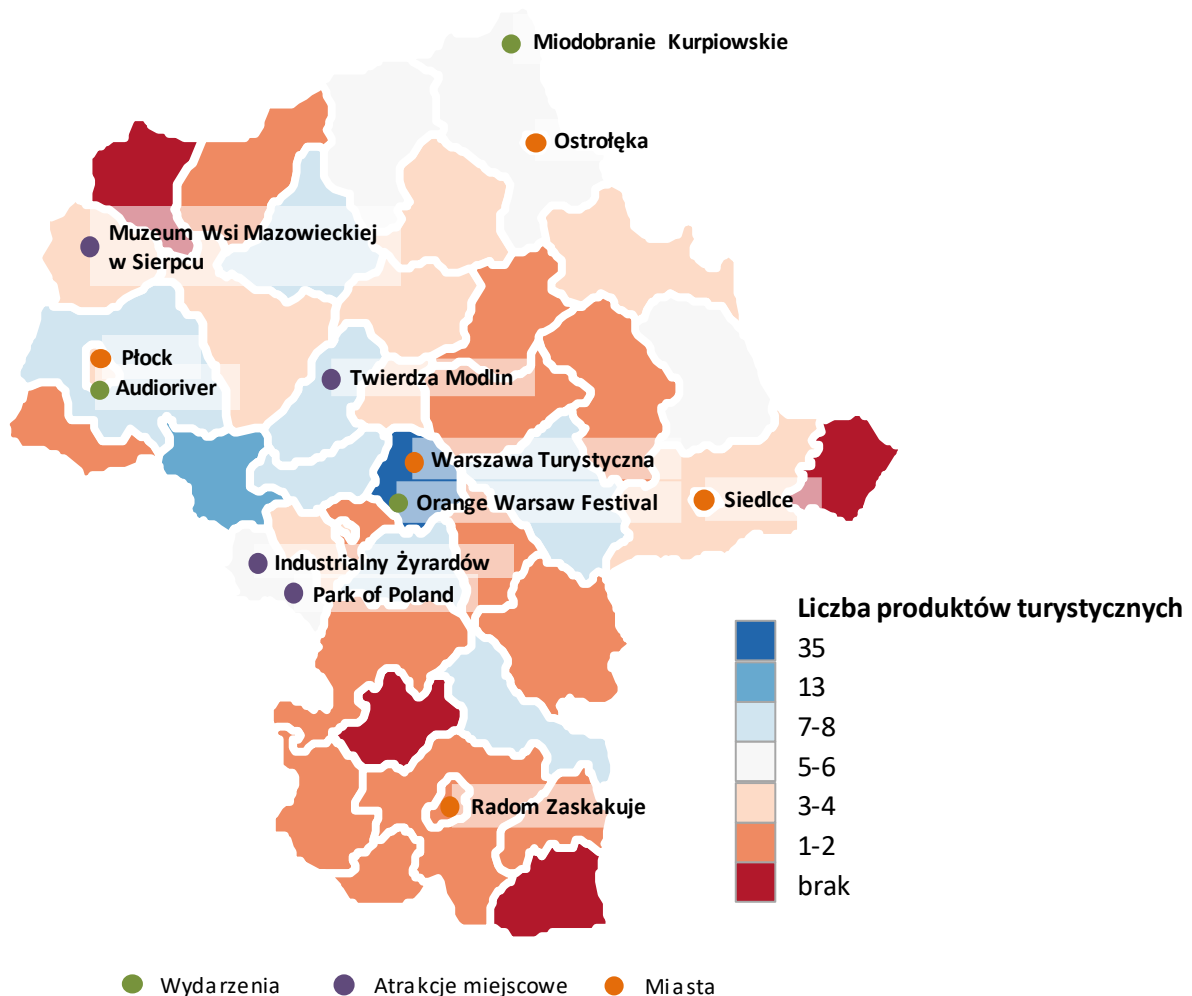 Miodobranie Kurpiowskie
Ostrołęka
Muzeum Wsi Mazowieckiej
w Sierpcu
Płock
Audioriver
Twierdza Modlin
Warszawa Turystyczna
Orange Warsaw Festival
Siedlce
Industrialny Żyrardów
Park of Poland
Liczba produktów turystycznych
35
13
7-8
5-6
3-4
1-2
brak
Radom Zaskakuje
Wydarzenia
Atrakcje miejscowe
Miasta